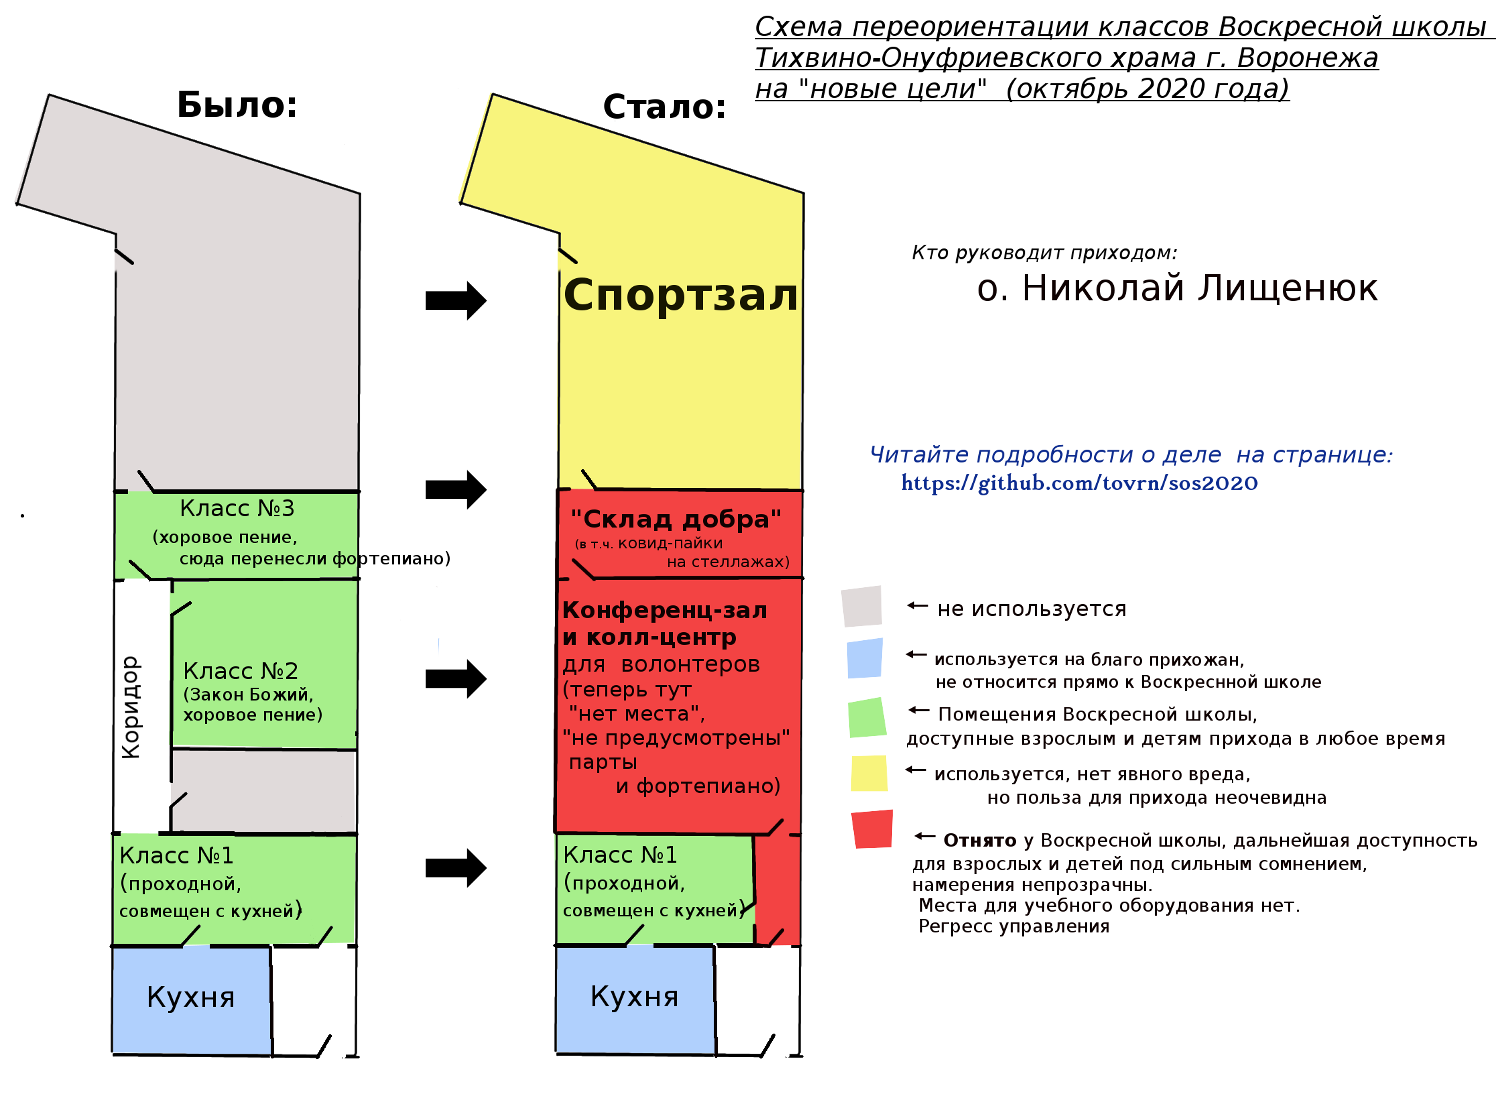 Схема переориентации классов Воскресной школы
Тихвино-Онуфриевского храма г. Воронежа
на "новые цели" (октябрь 2020 года)
Было:
Класс №3
(хоровое пение,
сюда перенесли фортепиано)
Коридор
Класс №2
(Закон Божий,
хоровое пение)
Класс №1
(проходной,
совмещен с кухней)
Кухня
Стало:
Спортзал
"Склад добра"
(в т.ч. ковид-пайки
на стеллажах)
Конференц-зал
и колл-центр
для волонтеров
(теперь тут
"нет места",
"не предусмотрены"
парты
и фортепиано)
Класс №1
(проходной,
совмещен с кухней)
Кухня
Кто руководит приходом:
о. Николай Лищенюк
Читайте подробности о деле на странице:
https://github.com/tovrn/sos2020
не используется
используется на благо прихожан,
не относится прямо к Воскреснной школе
Помещения Воскресной школы,
доступные взрослым и детям прихода в любое время
используется, нет явного вреда,
но польза для прихода неочевидна
Отнято у Воскресной школы, дальнейшая доступность
для взрослых и детей под сильным сомнением,
намерения непрозрачны.
Места для учебного оборудования нет.
Регресс управления